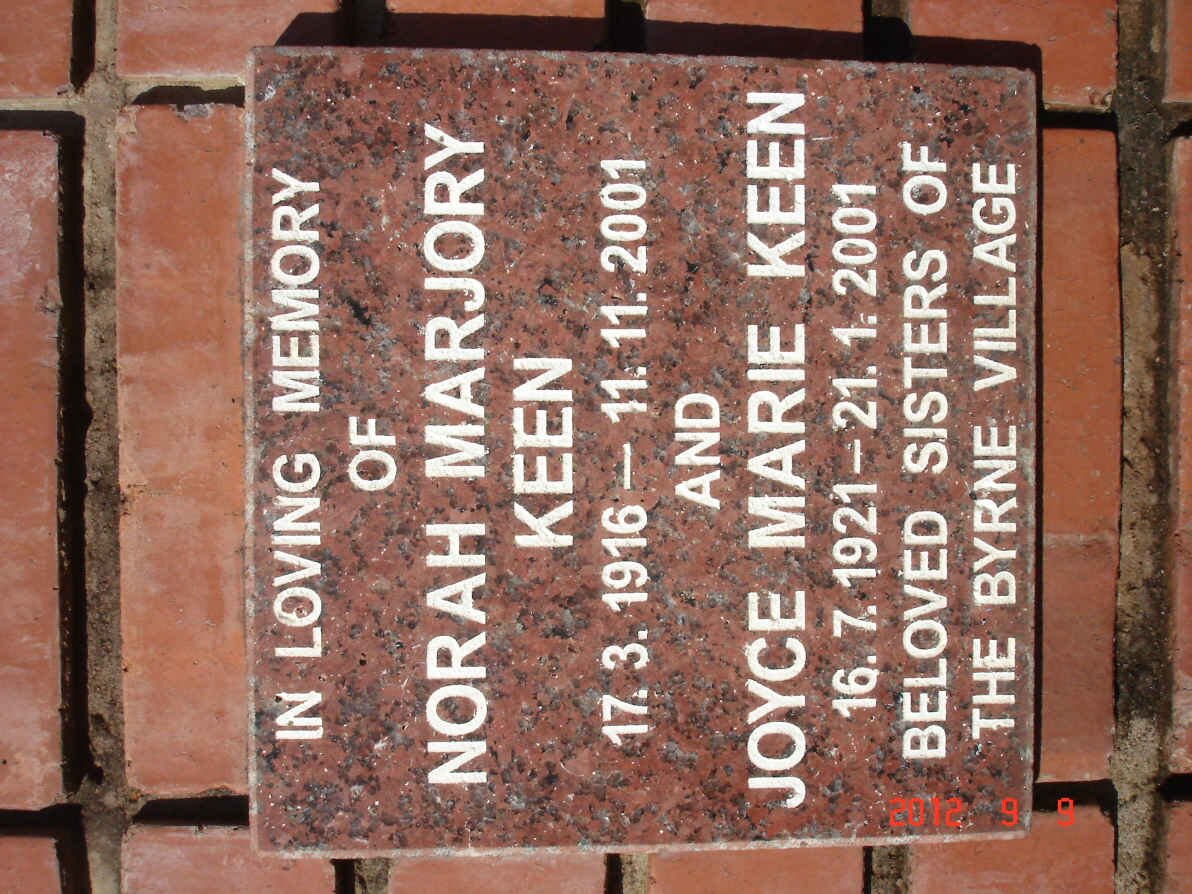 IN LOVING MEMORY
OF
NORAH MARJORY
KEEN
17. 3. 1916 — 11. 11. 2001
AND
JOYCE MARIE KEEN
16. 7. 1921 – 21. 1. 2001
BELOVED SISTERS OF
THE BYRNE VILLAGE
2012 9 9